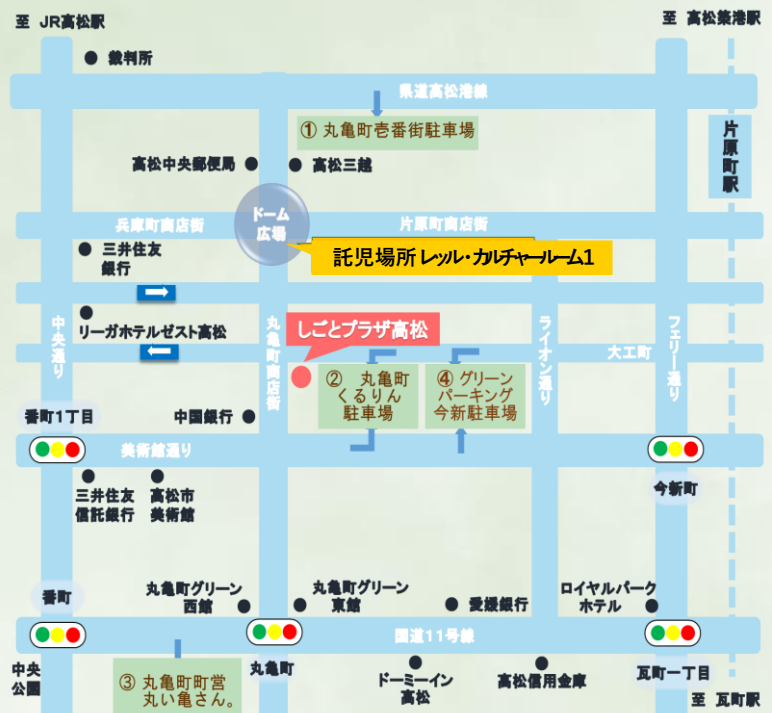 至 JR高松駅
至 高松築港駅
裁判所
県道高松港線
① 丸亀町壱番街駐車場
片原町駅
高松中央郵便局
高松三越
ドーム
広場
兵庫町商店街
片原町商店街
三井住友
銀行
託児場所 レッル・カルチャールーム1
中央通り
リーガホテルゼスト高松
丸亀町商店街
しごとプラザ高松
ライオン通り
大工町
フェリー通り
② 丸亀町
くるりん
駐車場
④ グリーン
パーキング
今新駐車場
番町1丁目
中国銀行
美術館通り
三井住友
信託銀行
高松市
美術館
今新町
番町
丸亀町グリーン
西館
丸亀町グリーン
東館
愛媛銀行
ロイヤルパーク
ホテル
国道11号線
中央
公園
③ 丸亀町町営
丸い亀さん。
丸亀町
ドーミーイン
高松
高松信用金庫
瓦町一丁目
至 瓦町駅